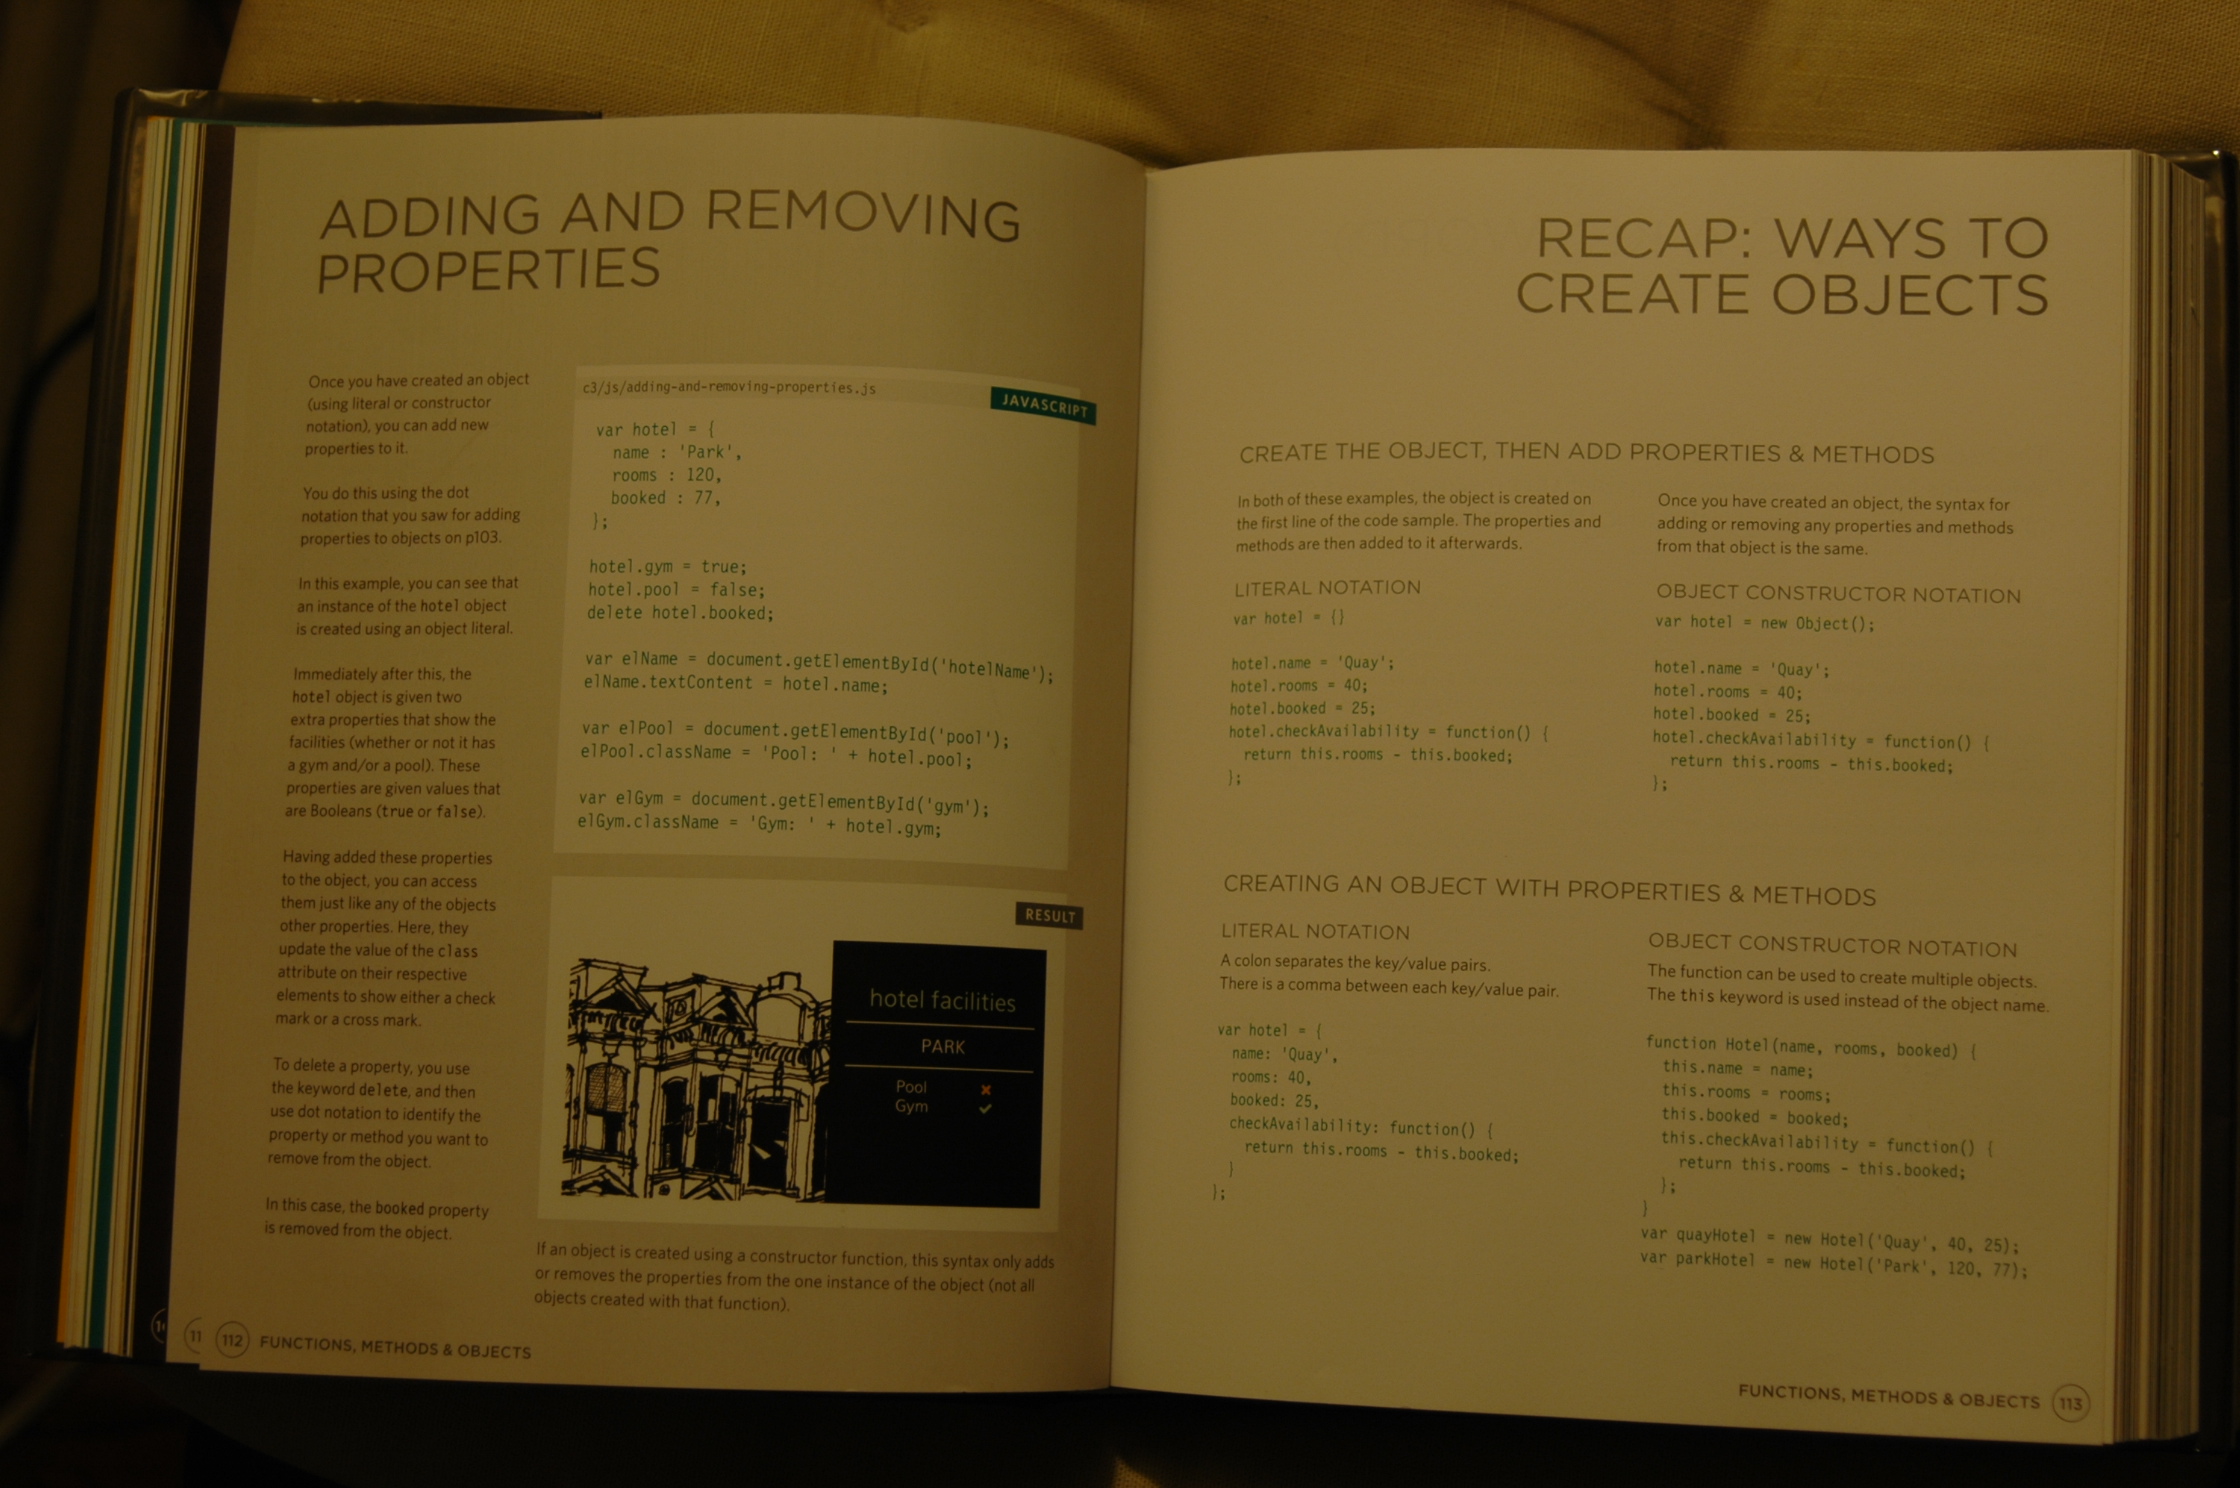 ADDING AND REMOVING
PROPERTIES
Once you have created an object
(using literal or constructor
notation), you can add new
properties to it.
You do this using the dot
notation that you saw for adding
properties to objects on p103.
In this example, you can see that
an instance of the hotel object
is created using an object literal.
Immediately after this, the
hotel object is given two
extra properties that show the
facilities (whether or not it has
a gym and/or a pool). These
properties are given values that
are Booleans (true or false).
Having added these properties
to the object, you can access
them just like any of the objects
other properties. Here, they
update the value of the class
attribute on their respective
elements to show either a check
mark or a cross mark.
To delete a property, you use
the keyword delete, and then
use dot notation to identify the
property or method you want to
remove from the object.
In this case, the booked property
is removed from the object.
c3/js/adding-and-removing-properties.js
JAVASCRIPT
var hotel = {
name : 'Park',
rooms : 120,
booked : 77,
};
hotel.gym = true;
hotel.pool = false;
delete hotel.booked;
var elName = document.getElementById('hotelName');
elName.textContent = hotel.name;
var elPool = document.getElementById('pool');
elPool.className = 'Pool: ' + hotel.pool;
var elGym = document.getElementById('gym');
elGym.className = 'Gym: ' + hotel.gym;
RESULT
hotel facilities
PARK
Pool ✖
Gym ✔
If an object is created using a constructor function, this syntax only adds
or removes the properties from the one instance of the object (not all
objects created with that function).
11
112 FUNCTIONS, METHODS & OBJECTS
RECAP: WAYS TO
CREATE OBJECTS
CREATE THE OBJECT, THEN ADD PROPERTIES & METHODS
In both of these examples, the object is created on
the first line of the code sample. The properties and
methods are then added to it afterwards.
LITERAL NOTATION
var hotel = {}
hotel.name = 'Quay';
hotel.rooms = 40;
hotel.booked = 25;
hotel.checkAvailability = function() {
return this.rooms - this.booked;
};
Once you have created an object, the syntax for
adding or removing any properties and methods
from that object is the same.
OBJECT CONSTRUCTOR NOTATION
var hotel = new Object();
hotel.name = 'Quay';
hotel.rooms = 40;
hotel.booked = 25;
hotel.checkAvailability = function() {
return this.rooms - this.booked;
};
CREATING AN OBJECT WITH PROPERTIES & METHODS
LITERAL NOTATION
A colon separates the key/value pairs.
There is a comma between each key/value pair.
var hotel = {
name: 'Quay',
rooms: 40,
booked: 25,
checkAvailability: function() {
return this.rooms - this.booked;
}
};
OBJECT CONSTRUCTOR NOTATION
The function can be used to create multiple objects.
The this keyword is used instead of the object name.
function Hotel(name, rooms, booked) {
this.name = name;
this.rooms = rooms;
this.booked = booked;
this.checkAvailability = function() {
return this.rooms - this.booked;
};
}
var quayHotel = new Hotel('Quay', 40, 25);
var parkHotel = new Hotel('Park', 120, 77);
FUNCTIONS, METHODS & OBJECTS 113